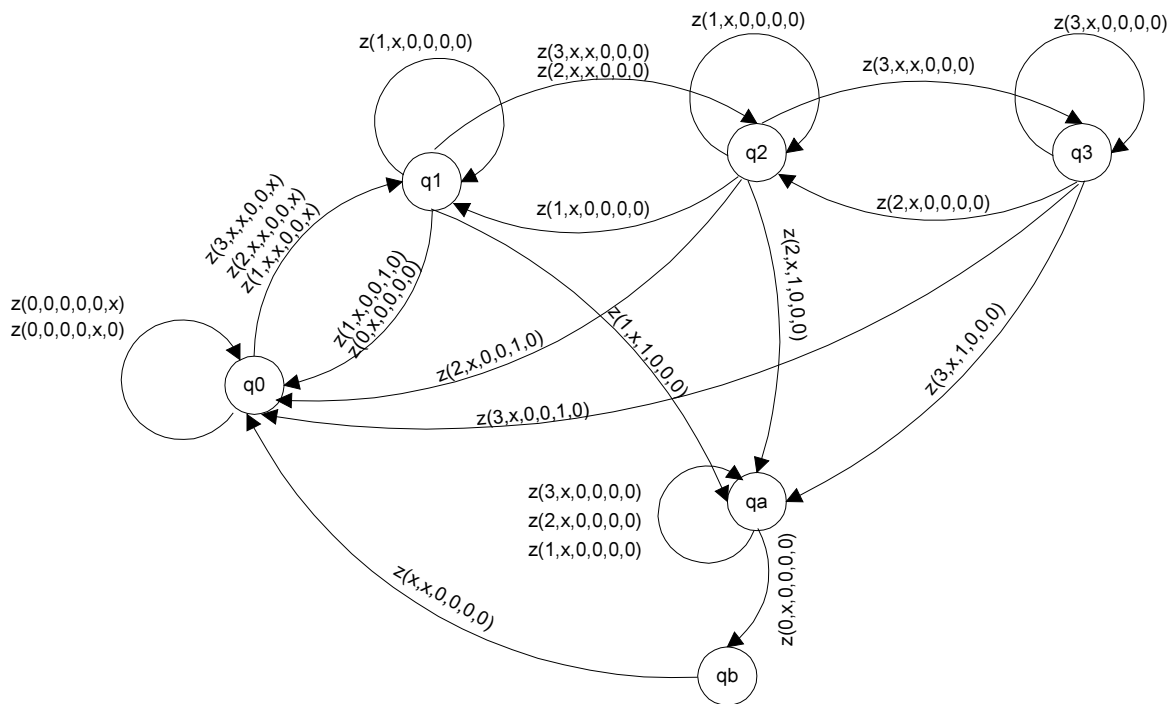 z(1,x,0,0,0,0)
z(3,x,x,0,0,0)
z(2,x,x,0,0,0)
z(1,x,0,0,0,0)
z(3,x,x,0,0,0)
z(3,x,0,0,0,0)
q1
q2
q3
z(3,x,x,0,0,x)
z(2,x,x,0,0,x)
z(1,x,x,0,0,x)
z(1,x,0,0,0,0)
z(2,x,0,0,0,0)
z(0,0,0,0,0,x)
z(0,0,0,0,x,0)
z(1,x,0,0,1,0)
z(0,x,0,0,0,0)
z(2,x,1,0,0,0)
z(1,x,1,0,0,0)
z(2,x,0,0,1,0)
z(3,x,1,0,0,0)
q0
z(3,x,0,0,1,0)
z(3,x,0,0,0,0)
z(2,x,0,0,0,0)
z(1,x,0,0,0,0)
qa
z(0,x,0,0,0,0)
z(x,x,0,0,0,0)
qb